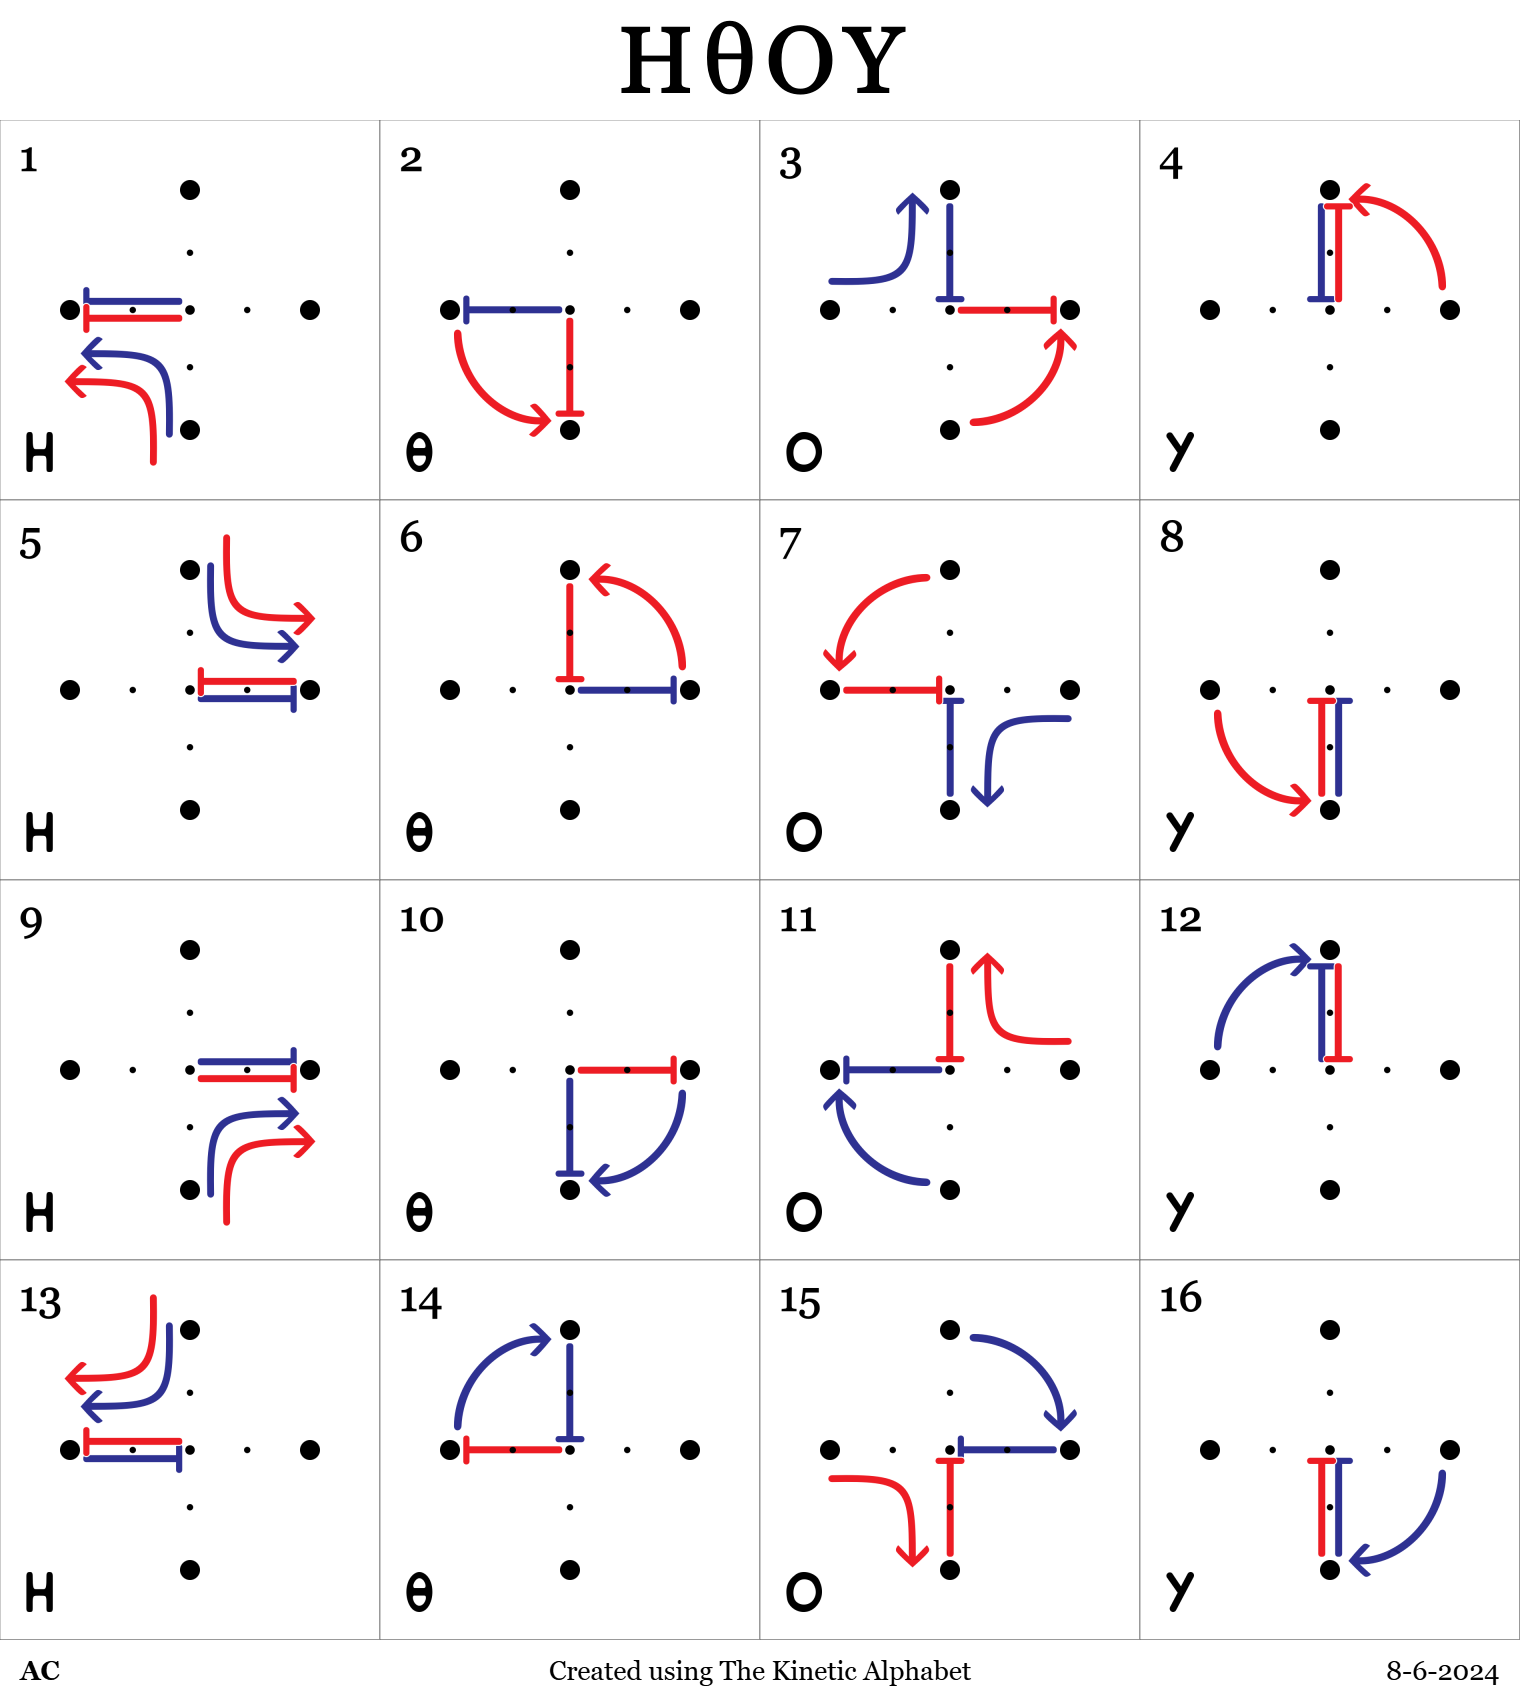 HθOY
1 2 3 4
H θ O Y
5 6 7 8
H θ O Y
9 10 11 12
H θ O Y
13 14 15 16
H θ O Y
AC Created using The Kinetic Alphabet 8-6-2024